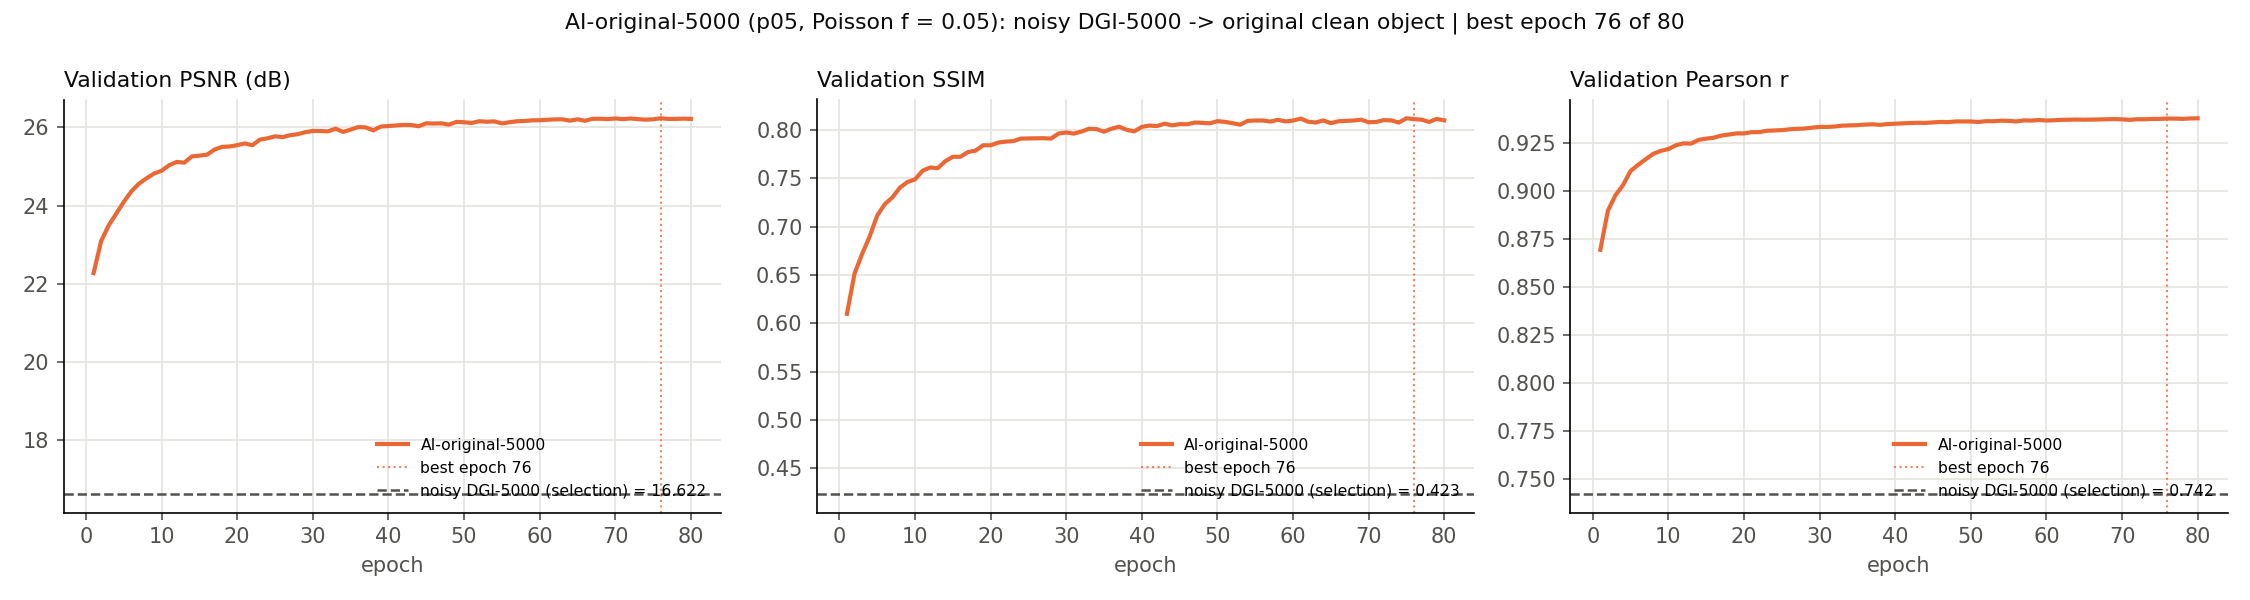 AI-original-5000 (p05, Poisson f = 0.05): noisy DGI-5000 -> original clean object | best epoch 76 of 80
Validation PSNR (dB)
26
24
22
20
18
AI-original-5000
best epoch 76
noisy DGI-5000 (selection) = 16.622
0 10 20 30 40 50 60 70 80
epoch
Validation SSIM
0.80
0.75
0.70
0.65
0.60
0.55
0.50
0.45
AI-original-5000
best epoch 76
noisy DGI-5000 (selection) = 0.423
0 10 20 30 40 50 60 70 80
epoch
Validation Pearson r
0.925
0.900
0.875
0.850
0.825
0.800
0.775
0.750
AI-original-5000
best epoch 76
noisy DGI-5000 (selection) = 0.742
0 10 20 30 40 50 60 70 80
epoch